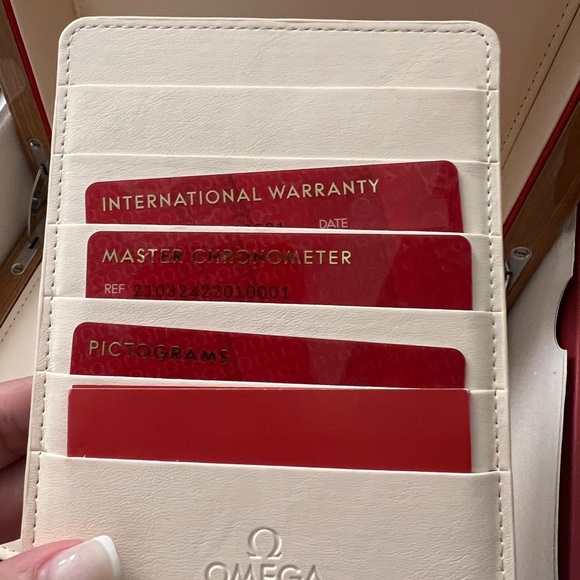 INTERNATIONAL WARRANTY
DATE
MASTER CHRONOMETER
REF 21032422010001
PICTOGRAMS
Ω
OMEGA